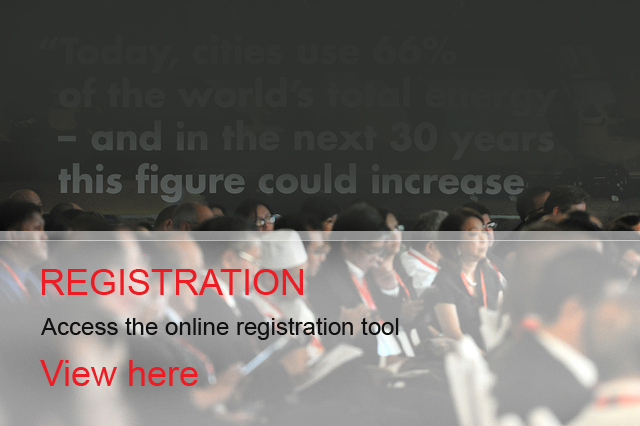 “Today, cities use 66%
of the world's total energy
– and in the next 30 years
this figure could increase
REGISTRATION
Access the online registration tool
View here